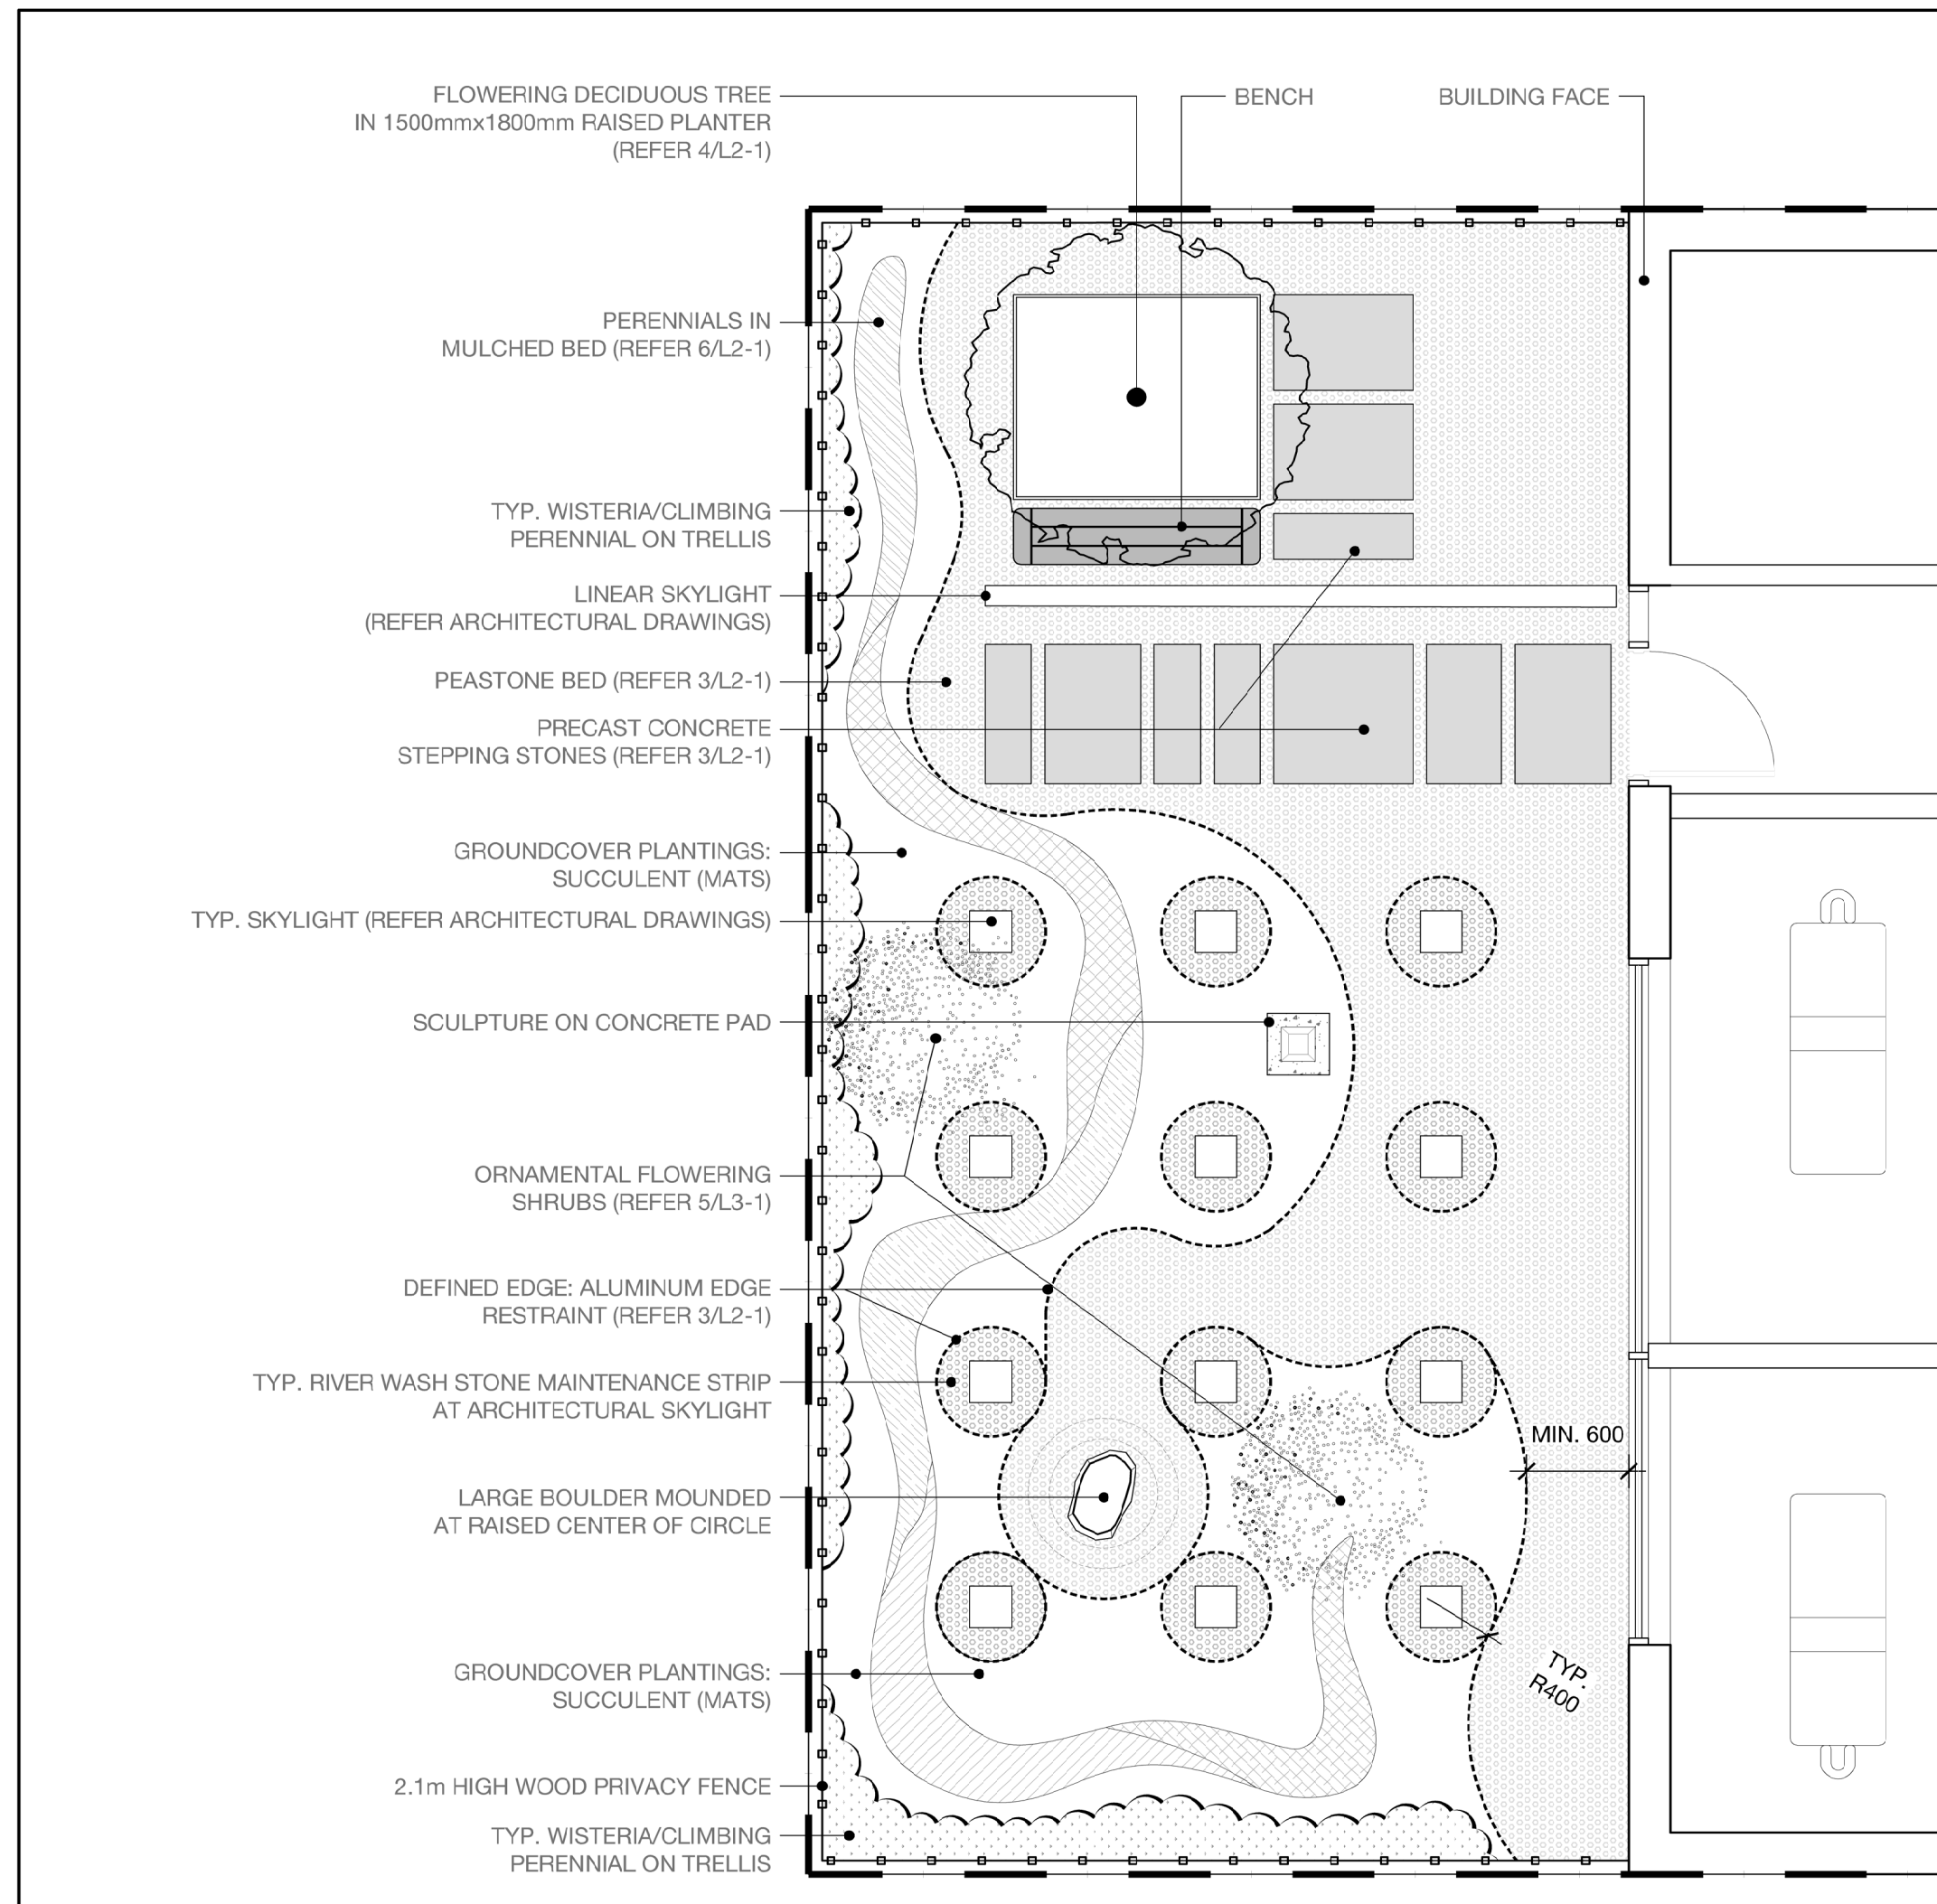 FLOWERING DECIDUOUS TREE
IN 1500mmx1800mm RAISED PLANTER
(REFER 4/L2-1)
BENCH
BUILDING FACE
PERENNIALS IN
MULCHED BED (REFER 6/L2-1)
TYP. WISTERIA/CLIMBING
PERENNIAL ON TRELLIS
LINEAR SKYLIGHT
(REFER ARCHITECTURAL DRAWINGS)
PEASTONE BED (REFER 3/L2-1)
PRECAST CONCRETE
STEPPING STONES (REFER 3/L2-1)
GROUNDCOVER PLANTINGS:
SUCCULENT (MATS)
TYP. SKYLIGHT (REFER ARCHITECTURAL DRAWINGS)
SCULPTURE ON CONCRETE PAD
ORNAMENTAL FLOWERING
SHRUBS (REFER 5/L3-1)
DEFINED EDGE: ALUMINUM EDGE
RESTRAINT (REFER 3/L2-1)
TYP. RIVER WASH STONE MAINTENANCE STRIP
AT ARCHITECTURAL SKYLIGHT
MIN. 600
LARGE BOULDER MOUNDED
AT RAISED CENTER OF CIRCLE
GROUNDCOVER PLANTINGS:
SUCCULENT (MATS)
TYP.
R400
2.1m HIGH WOOD PRIVACY FENCE
TYP. WISTERIA/CLIMBING
PERENNIAL ON TRELLIS